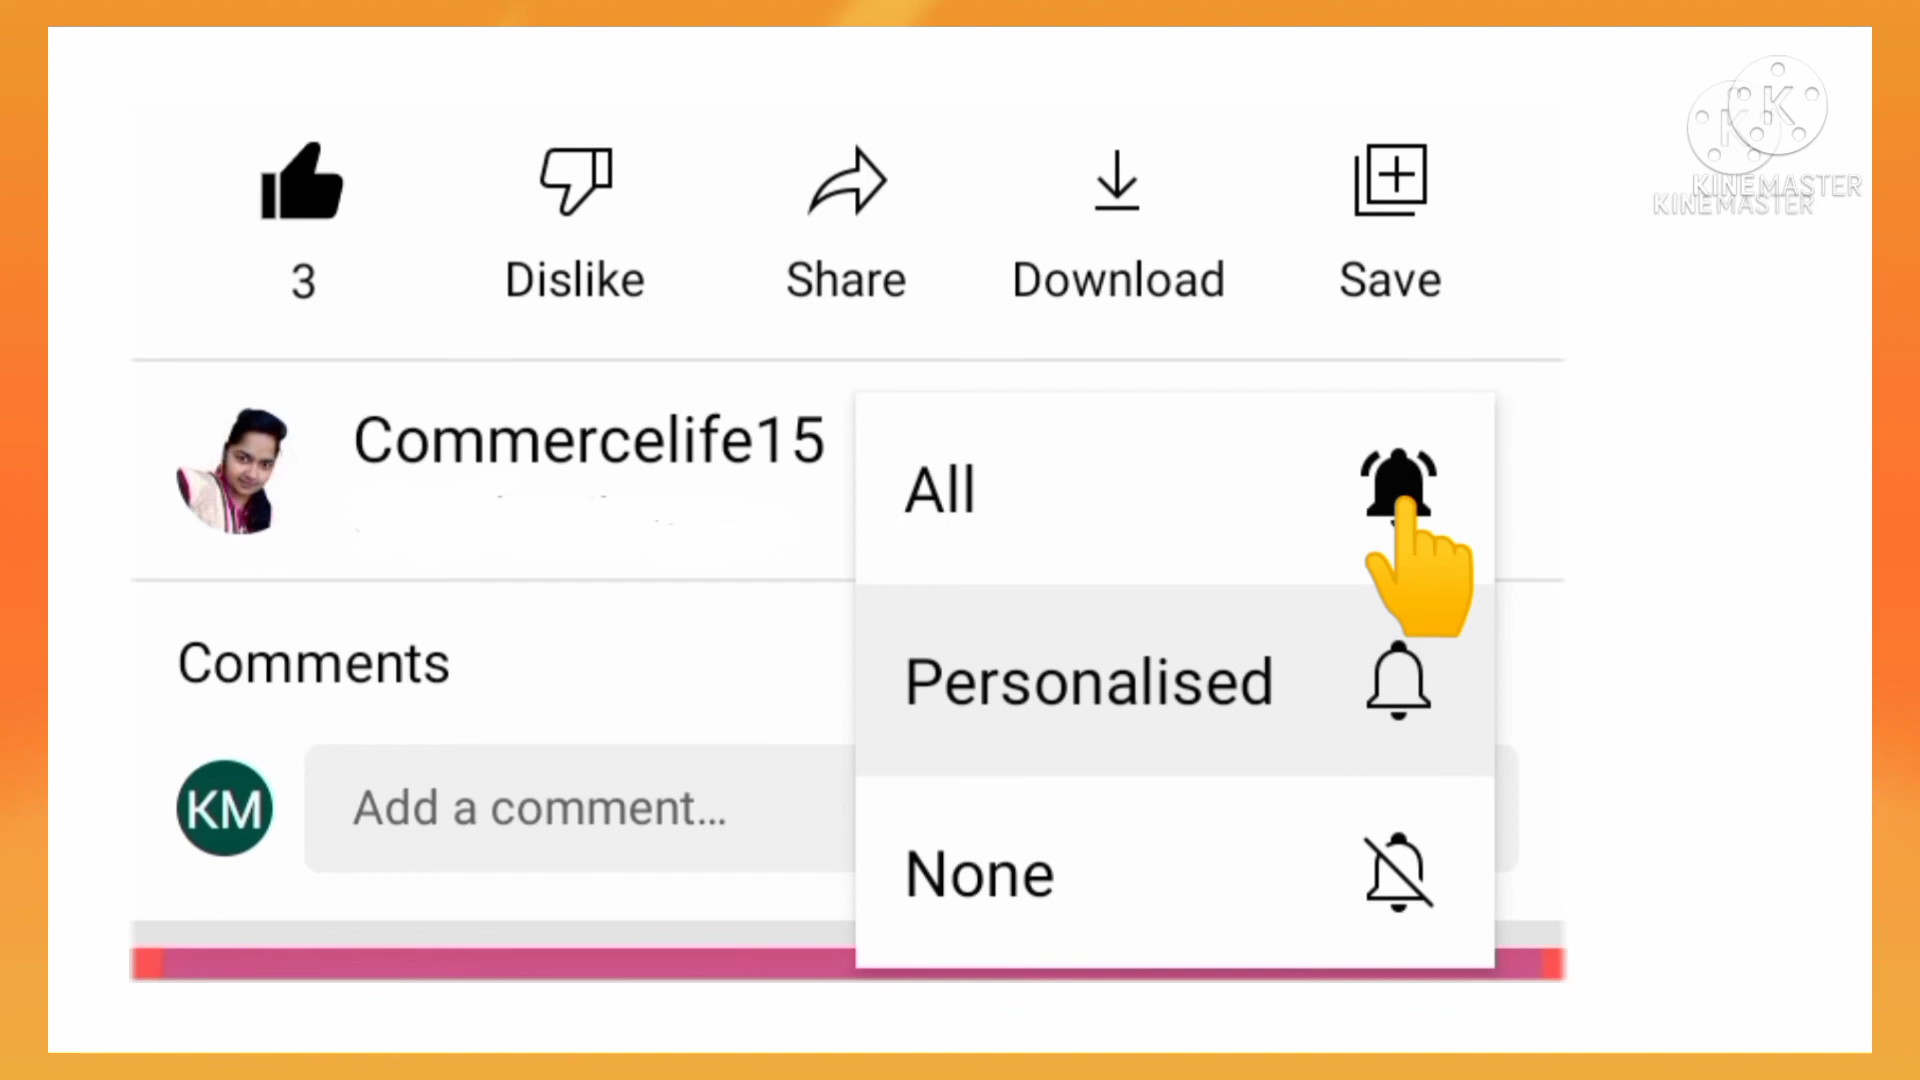 K
K
KINEMASTER
KINEMASTER
3
Dislike
Share
Download
Save
Commercelife15
All
Personalised
None
Comments
KM
Add a comment...